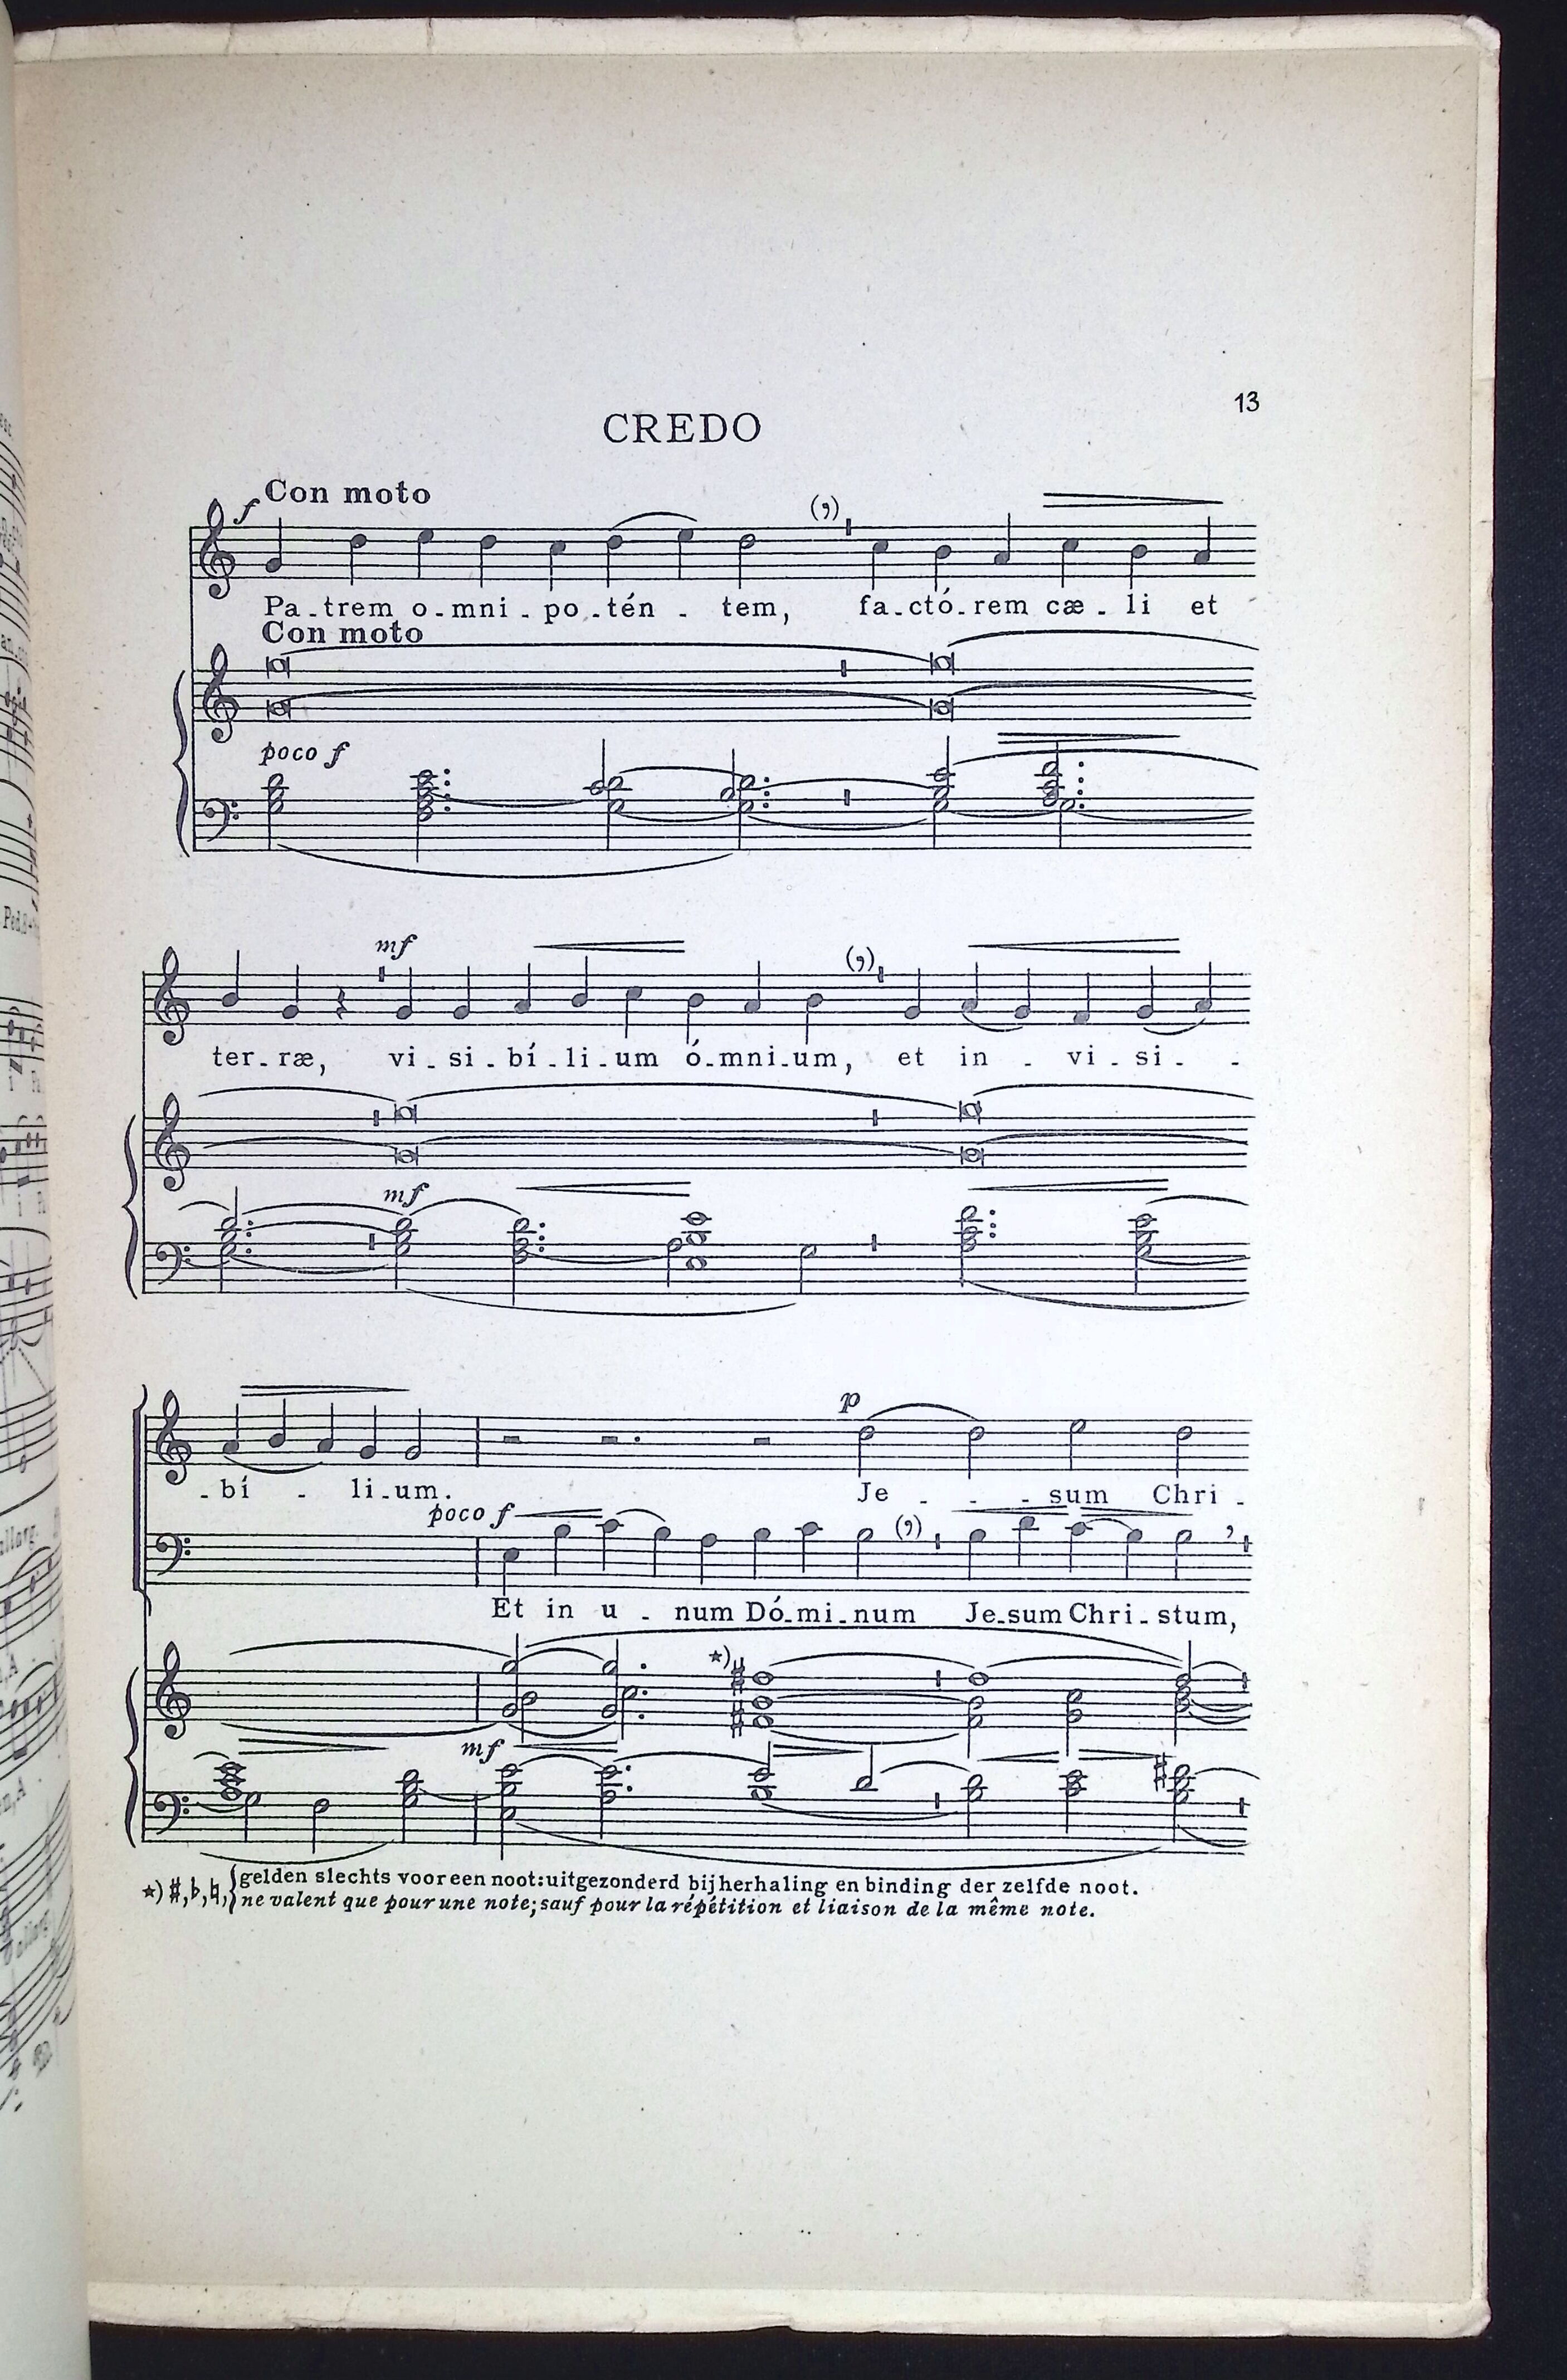 13
CREDO
f Con moto
(,)
Pa-trem o-mni-po-tén - tem, fa-ctó-rem cæ-li et
Con moto
poco f
mf
(,)
ter-ræ, vi-si-bí-li-um ó-mni-um, et in - vi-si- -
mf
p
-bí - li-um. Je - - - sum Chri -
poco f
(,)
Et in u - num Dó-mi-num Je-sum Chri-stum,
*)
mf
*) ♯, ♭, ♮, { gelden slechts voor een noot: uitgezonderd bij herhaling en binding der zelfde noot.
ne valent que pour une note; sauf pour la répétition et liaison de la même note.